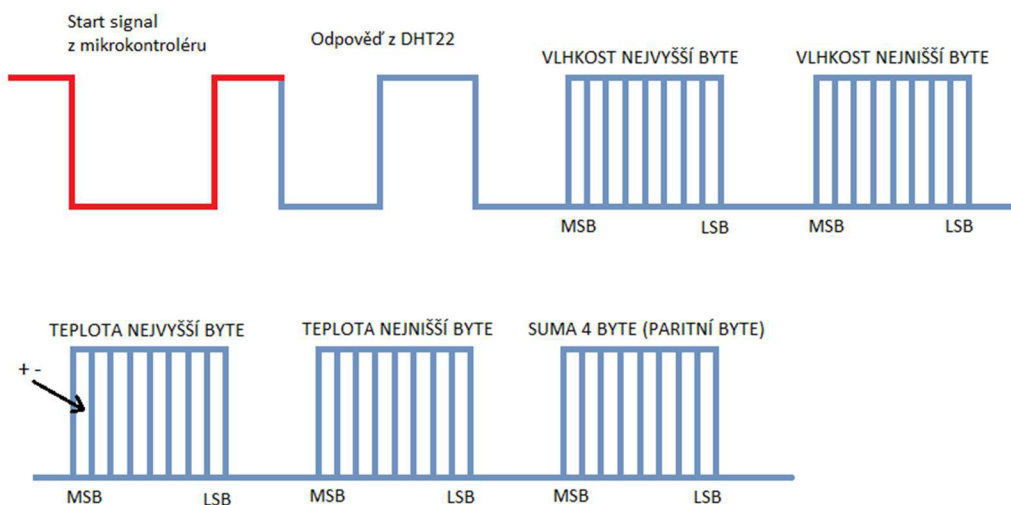 Start signal
z mikrokontroléru
Odpověď z DHT22
VLHKOST NEJVYŠŠÍ BYTE
VLHKOST NEJNIŠŠÍ BYTE
MSB
LSB
MSB
LSB
TEPLOTA NEJVYŠŠÍ BYTE
TEPLOTA NEJNIŠŠÍ BYTE
SUMA 4 BYTE (PARITNÍ BYTE)
+ -
MSB
LSB
MSB
LSB
MSB
LSB